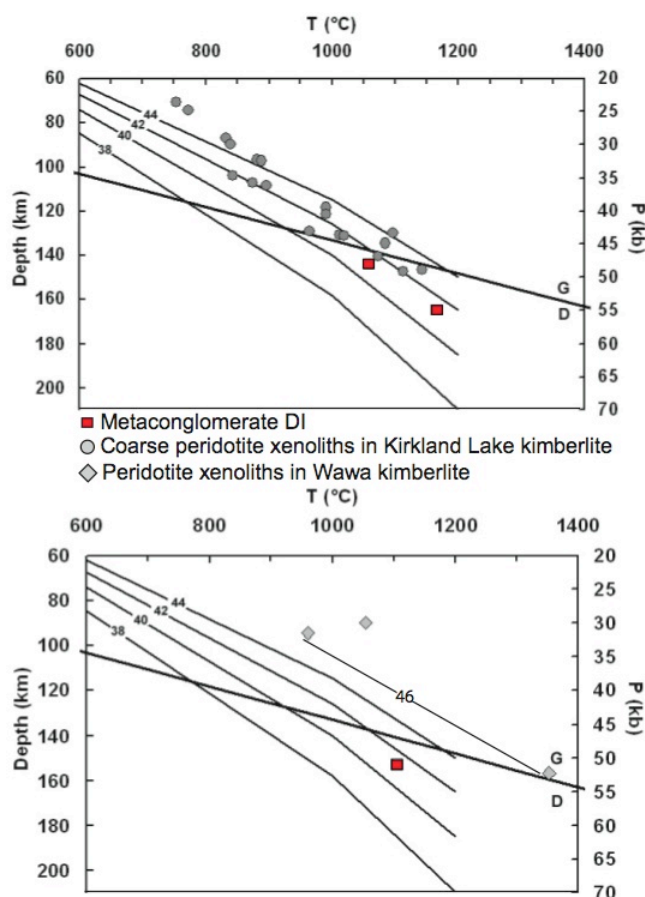 T (°C)
600 800 1000 1200 1400
60 20
80 25
100 30
120 35
140 40
160 45
180 50
200 55
60
65
70
Depth (km)
P (kb)
44
42
40
38
G
D
Metaconglomerate DI
Coarse peridotite xenoliths in Kirkland Lake kimberlite
Peridotite xenoliths in Wawa kimberlite
T (°C)
600 800 1000 1200 1400
60 20
80 25
100 30
120 35
140 40
160 45
180 50
200 55
60
65
70
Depth (km)
P (kb)
44
42
40
38
46
G
D